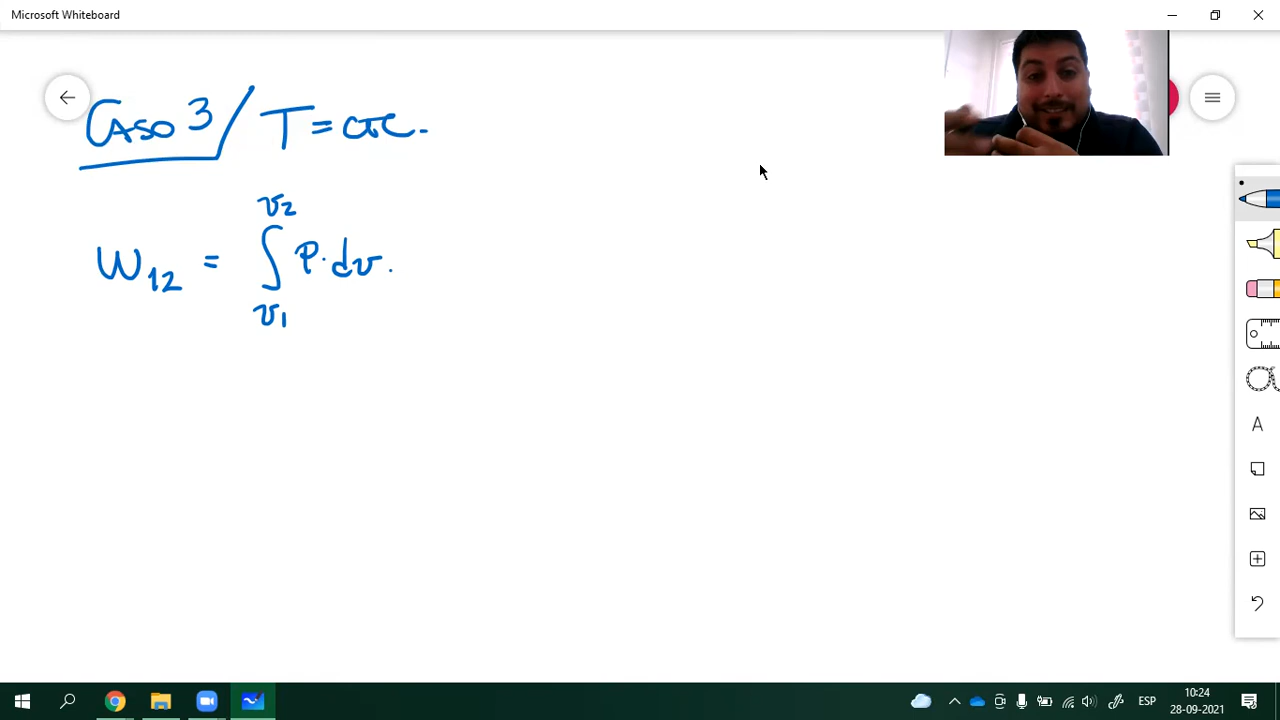 Microsoft Whiteboard
CASO 3 / T = cte.
v2
W12 = ∫ P. dv.
v1
A
ESP
10:24
28-09-2021